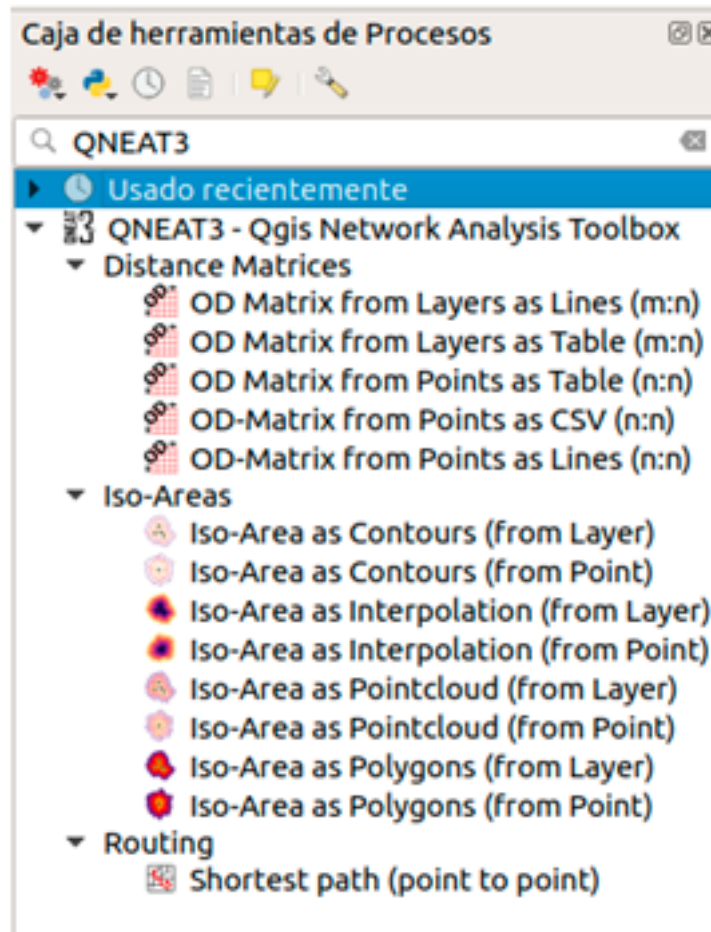 Caja de herramientas de Procesos
QNEAT3
Usado recientemente
QNEAT3 - Qgis Network Analysis Toolbox
Distance Matrices
OD Matrix from Layers as Lines (m:n)
OD Matrix from Layers as Table (m:n)
OD Matrix from Points as Table (n:n)
OD-Matrix from Points as CSV (n:n)
OD-Matrix from Points as Lines (n:n)
Iso-Areas
Iso-Area as Contours (from Layer)
Iso-Area as Contours (from Point)
Iso-Area as Interpolation (from Layer)
Iso-Area as Interpolation (from Point)
Iso-Area as Pointcloud (from Layer)
Iso-Area as Pointcloud (from Point)
Iso-Area as Polygons (from Layer)
Iso-Area as Polygons (from Point)
Routing
Shortest path (point to point)